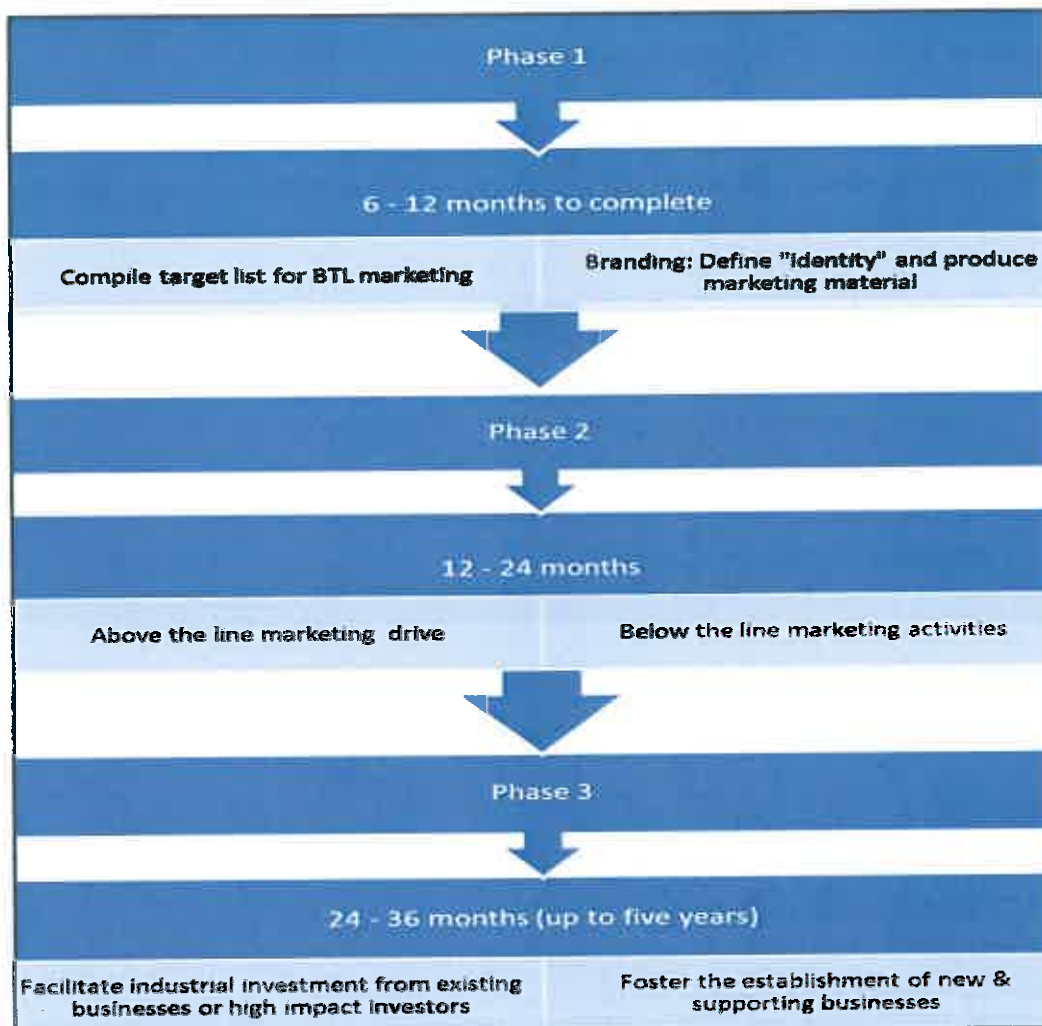 Phase 1
6 - 12 months to complete
Compile target list for BTL marketing
Branding: Define "identity" and produce
marketing material
Phase 2
12 - 24 months
Above the line marketing drive
Below the line marketing activities
Phase 3
24 - 36 months (up to five years)
Facilitate industrial investment from existing
businesses or high impact investors
Foster the establishment of new &
supporting businesses